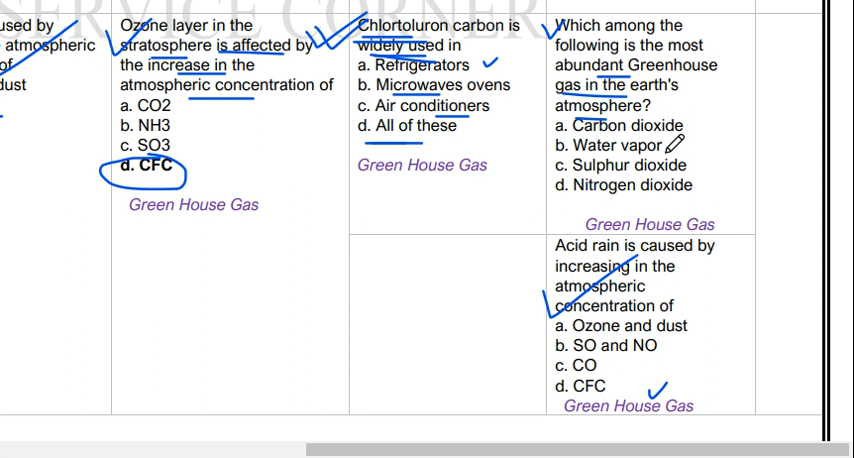 SERVICE CORNER
used by
atmospheric
of
dust
Ozone layer in the
stratosphere is affected by
the increase in the
atmospheric concentration of
a. CO2
b. NH3
c. SO3
d. CFC
Green House Gas
Chlortoluron carbon is
widely used in
a. Refrigerators
b. Microwaves ovens
c. Air conditioners
d. All of these
Green House Gas
Which among the
following is the most
abundant Greenhouse
gas in the earth's
atmosphere?
a. Carbon dioxide
b. Water vapor
c. Sulphur dioxide
d. Nitrogen dioxide
Green House Gas
Acid rain is caused by
increasing in the
atmospheric
concentration of
a. Ozone and dust
b. SO and NO
c. CO
d. CFC
Green House Gas